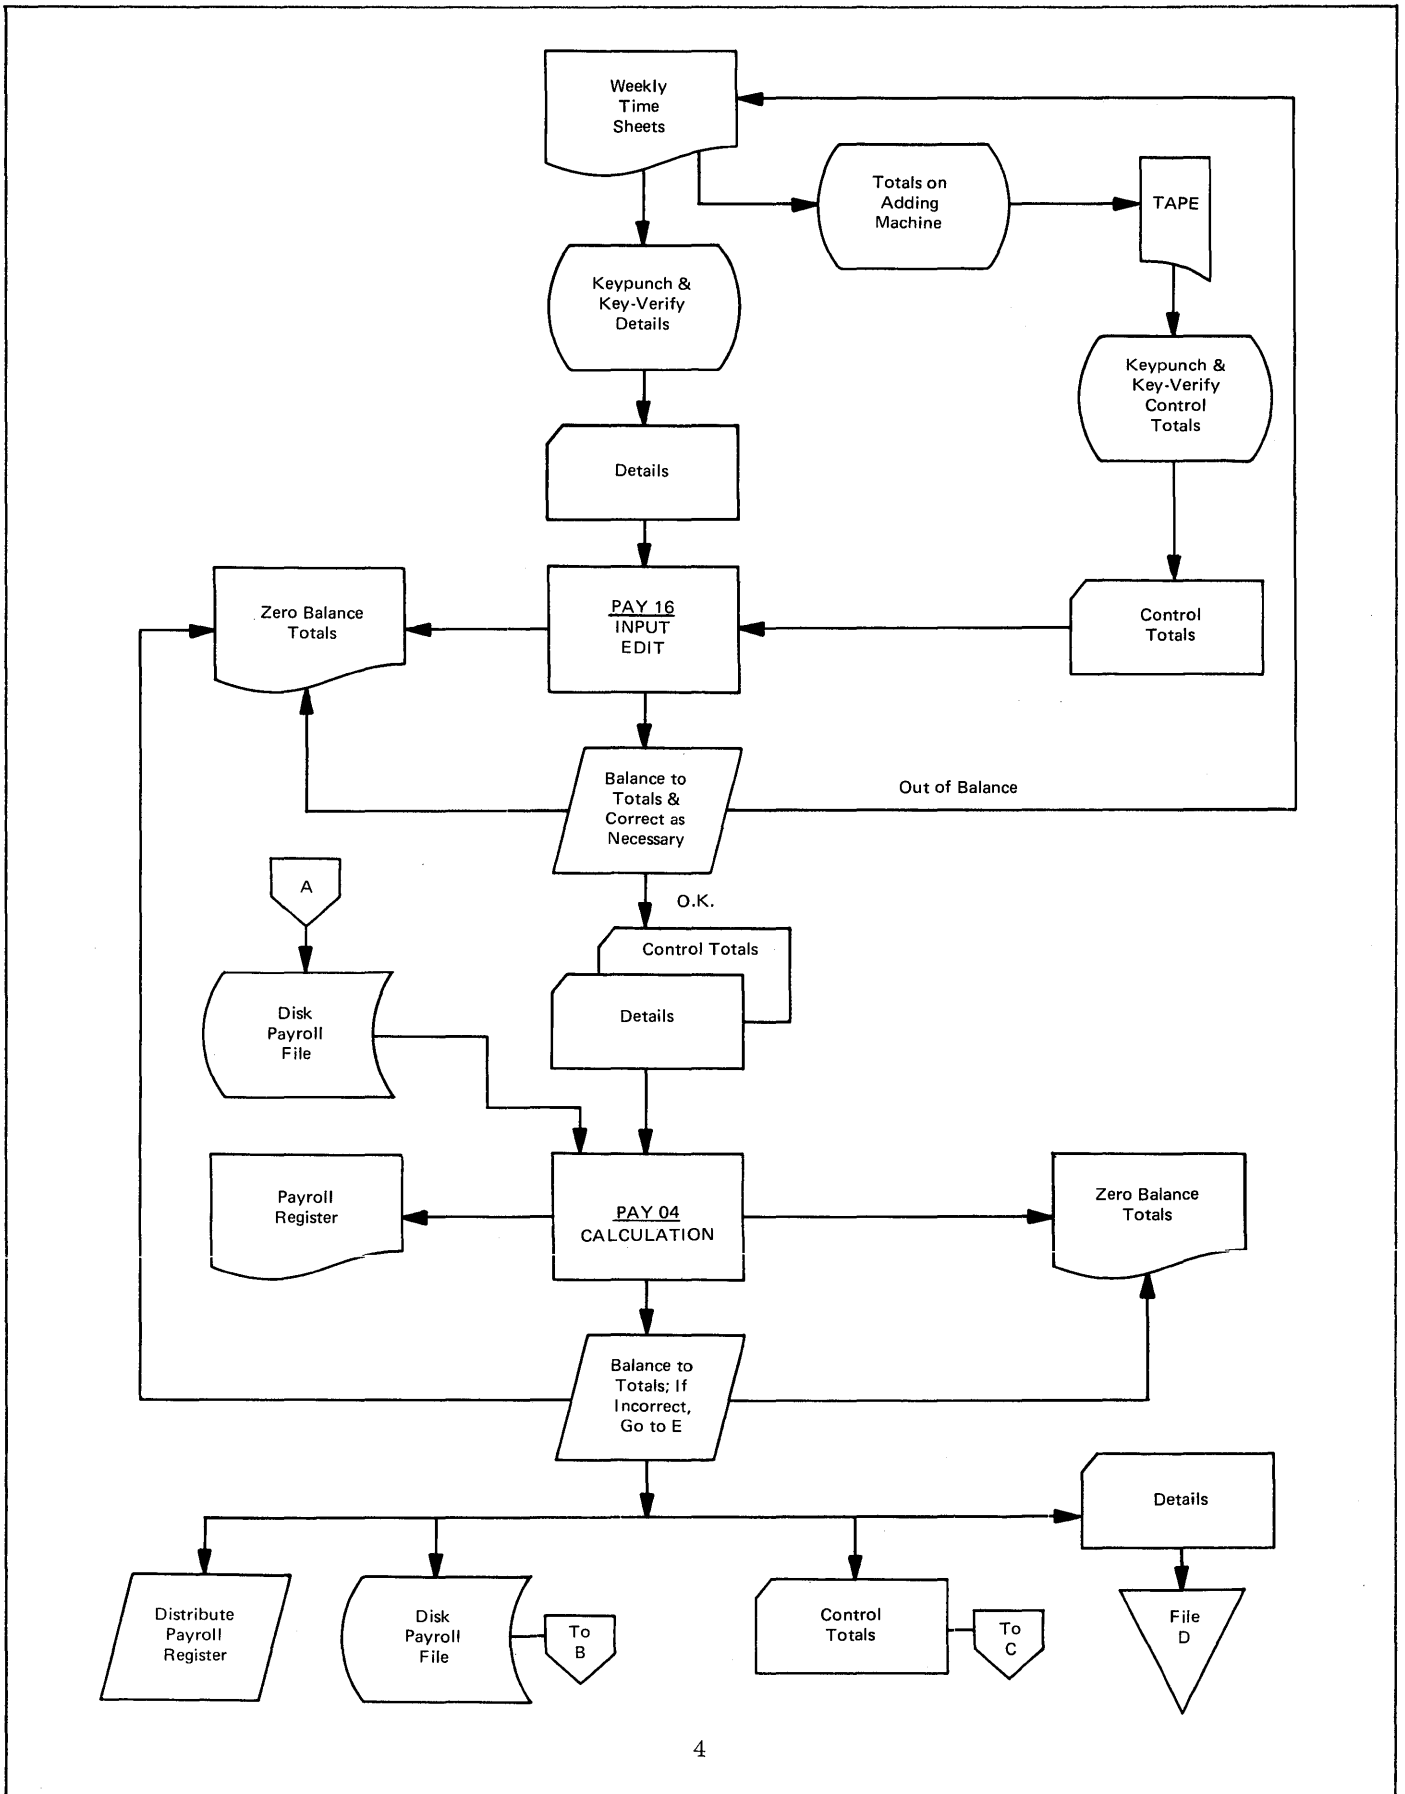 Weekly
Time
Sheets
Totals on
Adding
Machine
TAPE
Keypunch &
Key-Verify
Details
Keypunch &
Key-Verify
Control
Totals
Details
Zero Balance
Totals
PAY 16
INPUT
EDIT
Control
Totals
Balance to
Totals &
Correct as
Necessary
Out of Balance
A
O.K.
Control Totals
Disk
Payroll
File
Details
Payroll
Register
PAY 04
CALCULATION
Zero Balance
Totals
Balance to
Totals; If
Incorrect,
Go to E
Details
Distribute
Payroll
Register
Disk
Payroll
File
To
B
Control
Totals
To
C
File
D
4